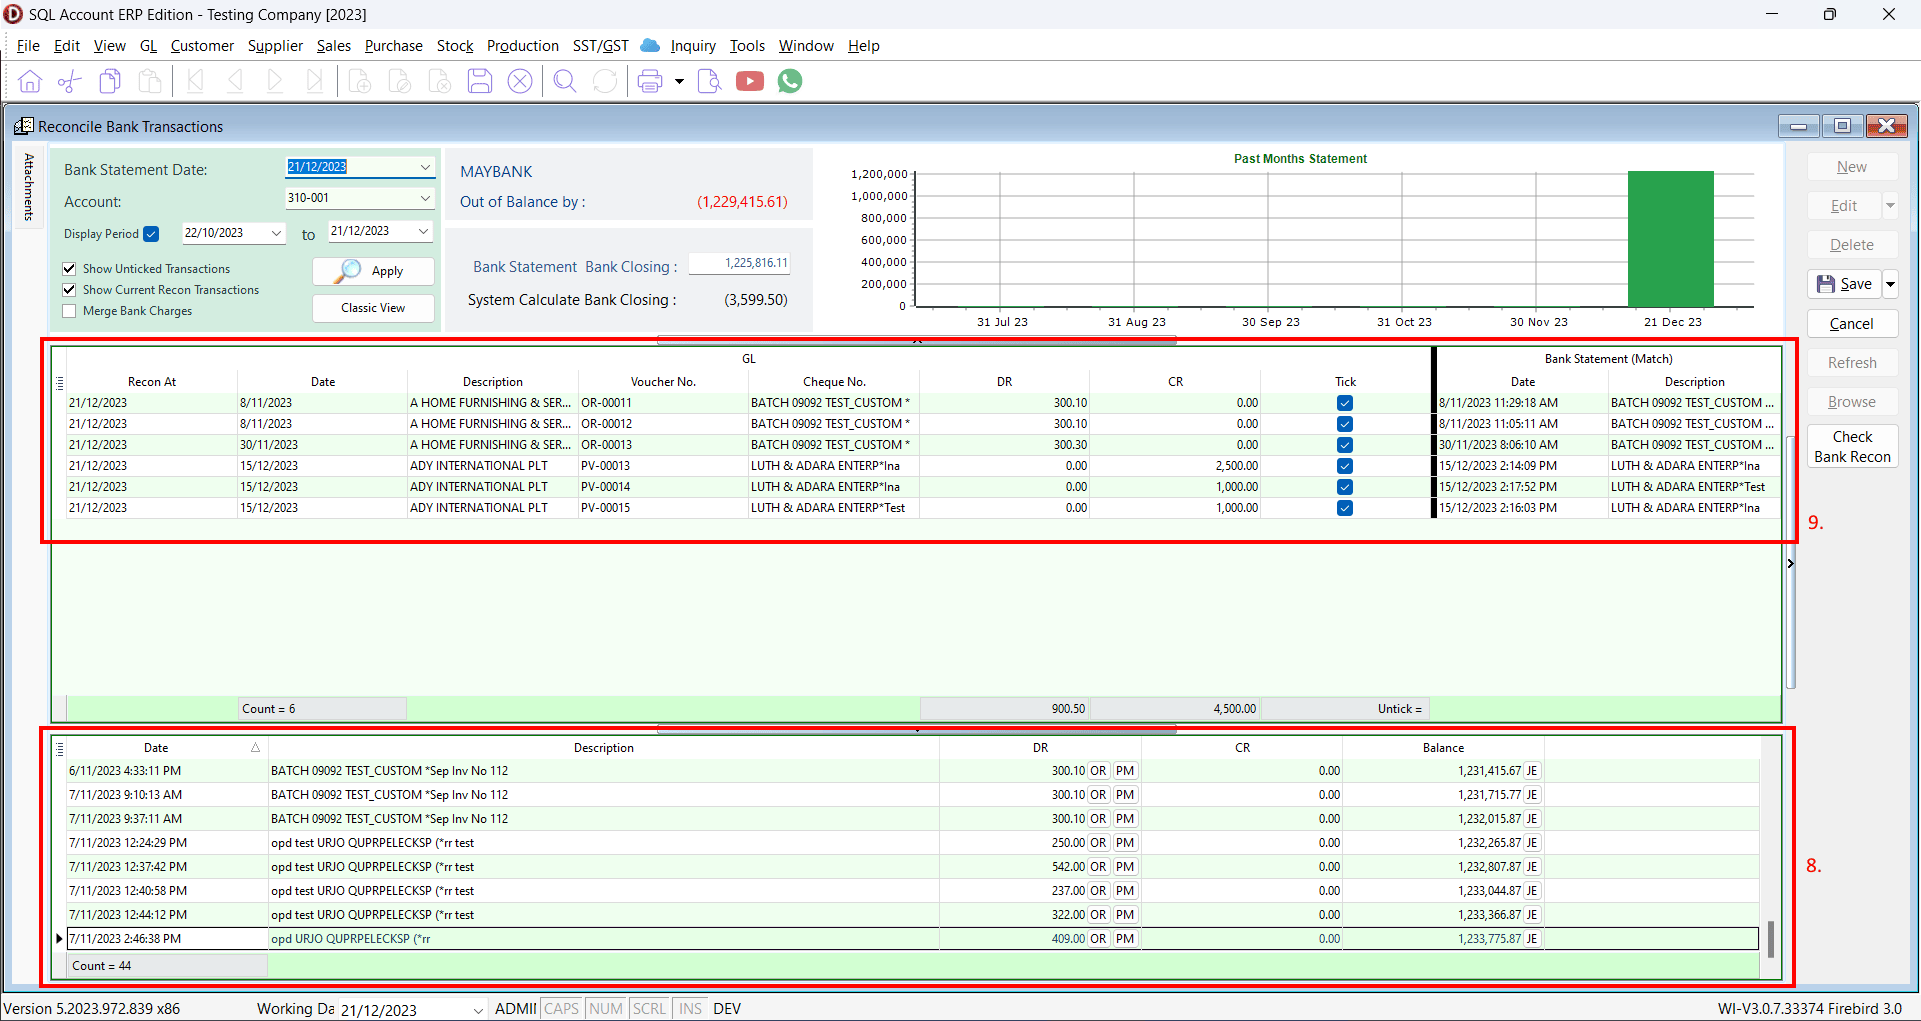 SQL Account ERP Edition - Testing Company [2023]
File Edit View GL Customer Supplier Sales Purchase Stock Production SST/GST Inquiry Tools Window Help
Reconcile Bank Transactions
Attachments
Bank Statement Date: 21/12/2023
Account: 310-001
Display Period 22/10/2023 to 21/12/2023
Show Unticked Transactions
Show Current Recon Transactions
Merge Bank Charges
Apply
Classic View
MAYBANK
Out of Balance by : (1,229,415.61)
Bank Statement Bank Closing : 1,225,816.11
System Calculate Bank Closing : (3,599.50)
Past Months Statement
1,200,000
1,000,000
800,000
600,000
400,000
200,000
0
31 Jul 23 31 Aug 23 30 Sep 23 31 Oct 23 30 Nov 23 21 Dec 23
New
Edit
Delete
Save
Cancel
Refresh
Browse
Check
Bank Recon
GL Bank Statement (Match)
Recon At Date Description Voucher No. Cheque No. DR CR Tick Date Description
21/12/2023 8/11/2023 A HOME FURNISHING & SER... OR-00011 BATCH 09092 TEST_CUSTOM * 300.10 0.00 8/11/2023 11:29:18 AM BATCH 09092 TEST_CUSTOM ...
21/12/2023 8/11/2023 A HOME FURNISHING & SER... OR-00012 BATCH 09092 TEST_CUSTOM * 300.10 0.00 8/11/2023 11:05:11 AM BATCH 09092 TEST_CUSTOM ...
21/12/2023 30/11/2023 A HOME FURNISHING & SER... OR-00013 BATCH 09092 TEST_CUSTOM * 300.30 0.00 30/11/2023 8:06:10 AM BATCH 09092 TEST_CUSTOM ...
21/12/2023 15/12/2023 ADY INTERNATIONAL PLT PV-00013 LUTH & ADARA ENTERP*Ina 0.00 2,500.00 15/12/2023 2:14:09 PM LUTH & ADARA ENTERP*Ina
21/12/2023 15/12/2023 ADY INTERNATIONAL PLT PV-00014 LUTH & ADARA ENTERP*Ina 0.00 1,000.00 15/12/2023 2:17:52 PM LUTH & ADARA ENTERP*Test
21/12/2023 15/12/2023 ADY INTERNATIONAL PLT PV-00015 LUTH & ADARA ENTERP*Test 0.00 1,000.00 15/12/2023 2:16:03 PM LUTH & ADARA ENTERP*Ina
9.
Count = 6 900.50 4,500.00 Untick =
Date Description DR CR Balance
6/11/2023 4:33:11 PM BATCH 09092 TEST_CUSTOM *Sep Inv No 112 300.10 OR PM 0.00 1,231,415.67 JE
7/11/2023 9:10:13 AM BATCH 09092 TEST_CUSTOM *Sep Inv No 112 300.10 OR PM 0.00 1,231,715.77 JE
7/11/2023 9:37:11 AM BATCH 09092 TEST_CUSTOM *Sep Inv No 112 300.10 OR PM 0.00 1,232,015.87 JE
7/11/2023 12:24:29 PM opd test URJO QUPRPELECKSP (*rr test 250.00 OR PM 0.00 1,232,265.87 JE
7/11/2023 12:37:42 PM opd test URJO QUPRPELECKSP (*rr test 542.00 OR PM 0.00 1,232,807.87 JE
7/11/2023 12:40:58 PM opd test URJO QUPRPELECKSP (*rr test 237.00 OR PM 0.00 1,233,044.87 JE
7/11/2023 12:44:12 PM opd test URJO QUPRPELECKSP (*rr test 322.00 OR PM 0.00 1,233,366.87 JE
7/11/2023 2:46:38 PM opd URJO QUPRPELECKSP (*rr 409.00 OR PM 0.00 1,233,775.87 JE
8.
Count = 44
Version 5.2023.972.839 x86 Working Da 21/12/2023 ADMII CAPS NUM SCRL INS DEV WI-V3.0.7.33374 Firebird 3.0